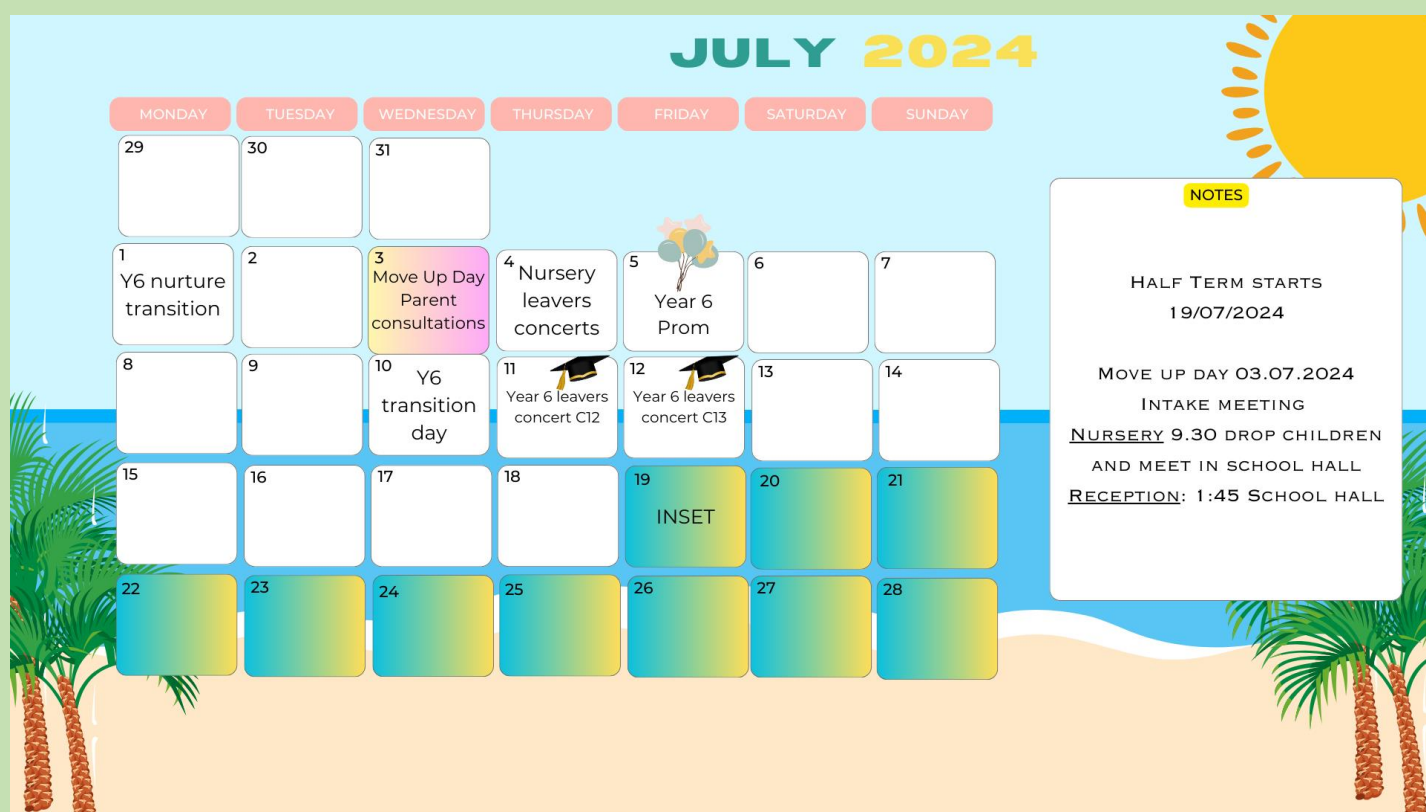 JULY 2024
MONDAY TUESDAY WEDNESDAY THURSDAY FRIDAY SATURDAY SUNDAY
29 30 31
1 2 3 4 5 6 7
Y6 nurture
transition
Move Up Day
Parent
consultations
Nursery
leavers
concerts
Year 6
Prom
8 9 10 11 12 13 14
Y6
transition
day
Year 6 leavers
concert C12
Year 6 leavers
concert C13
15 16 17 18 19 20 21
INSET
22 23 24 25 26 27 28
NOTES
HALF TERM STARTS
19/07/2024
MOVE UP DAY 03.07.2024
INTAKE MEETING
NURSERY 9.30 DROP CHILDREN
AND MEET IN SCHOOL HALL
RECEPTION: 1:45 SCHOOL HALL